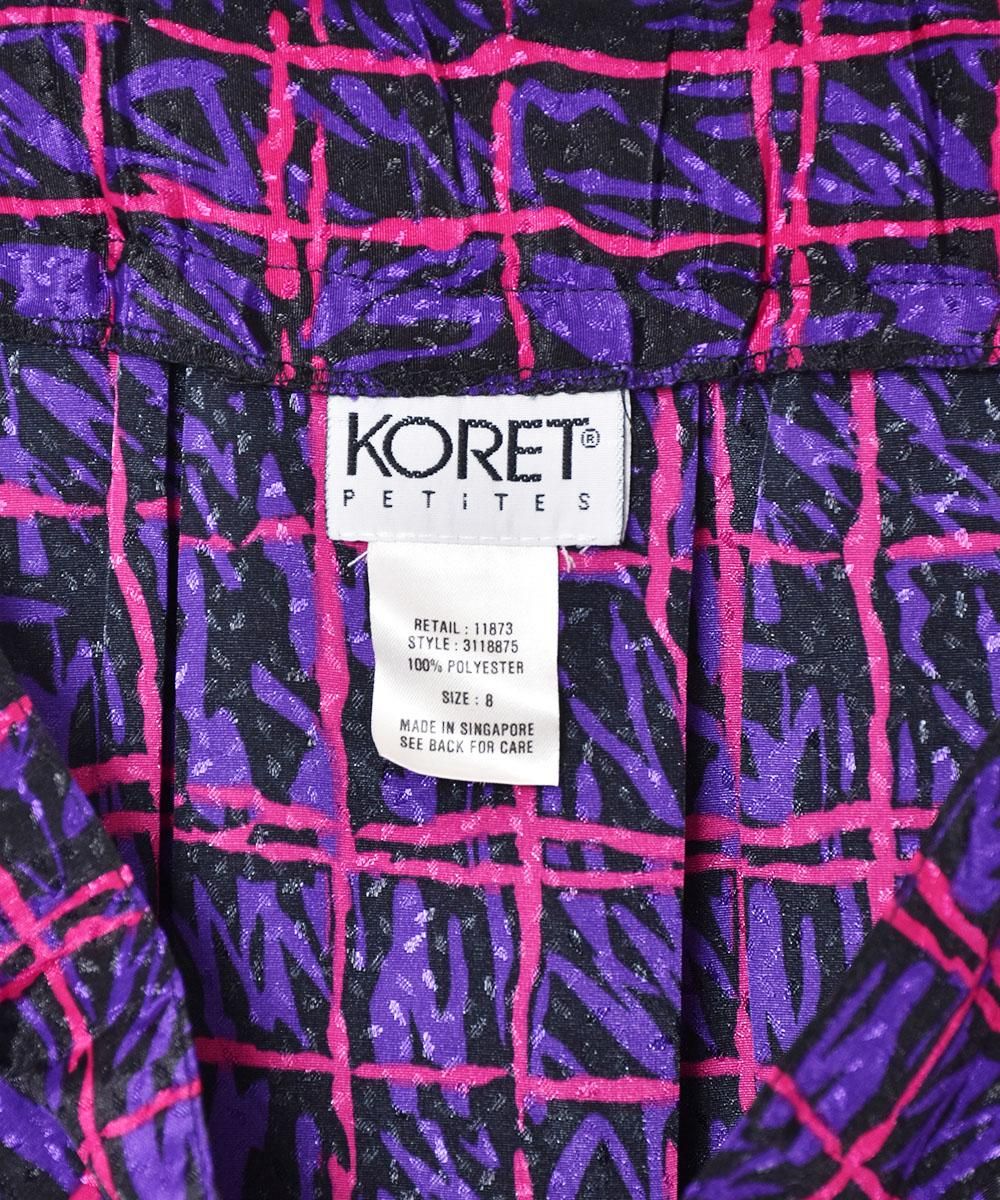 KORET®
PETITES
RETAIL : 11873
STYLE : 3118875
100% POLYESTER
SIZE : 8
MADE IN SINGAPORE
SEE BACK FOR CARE